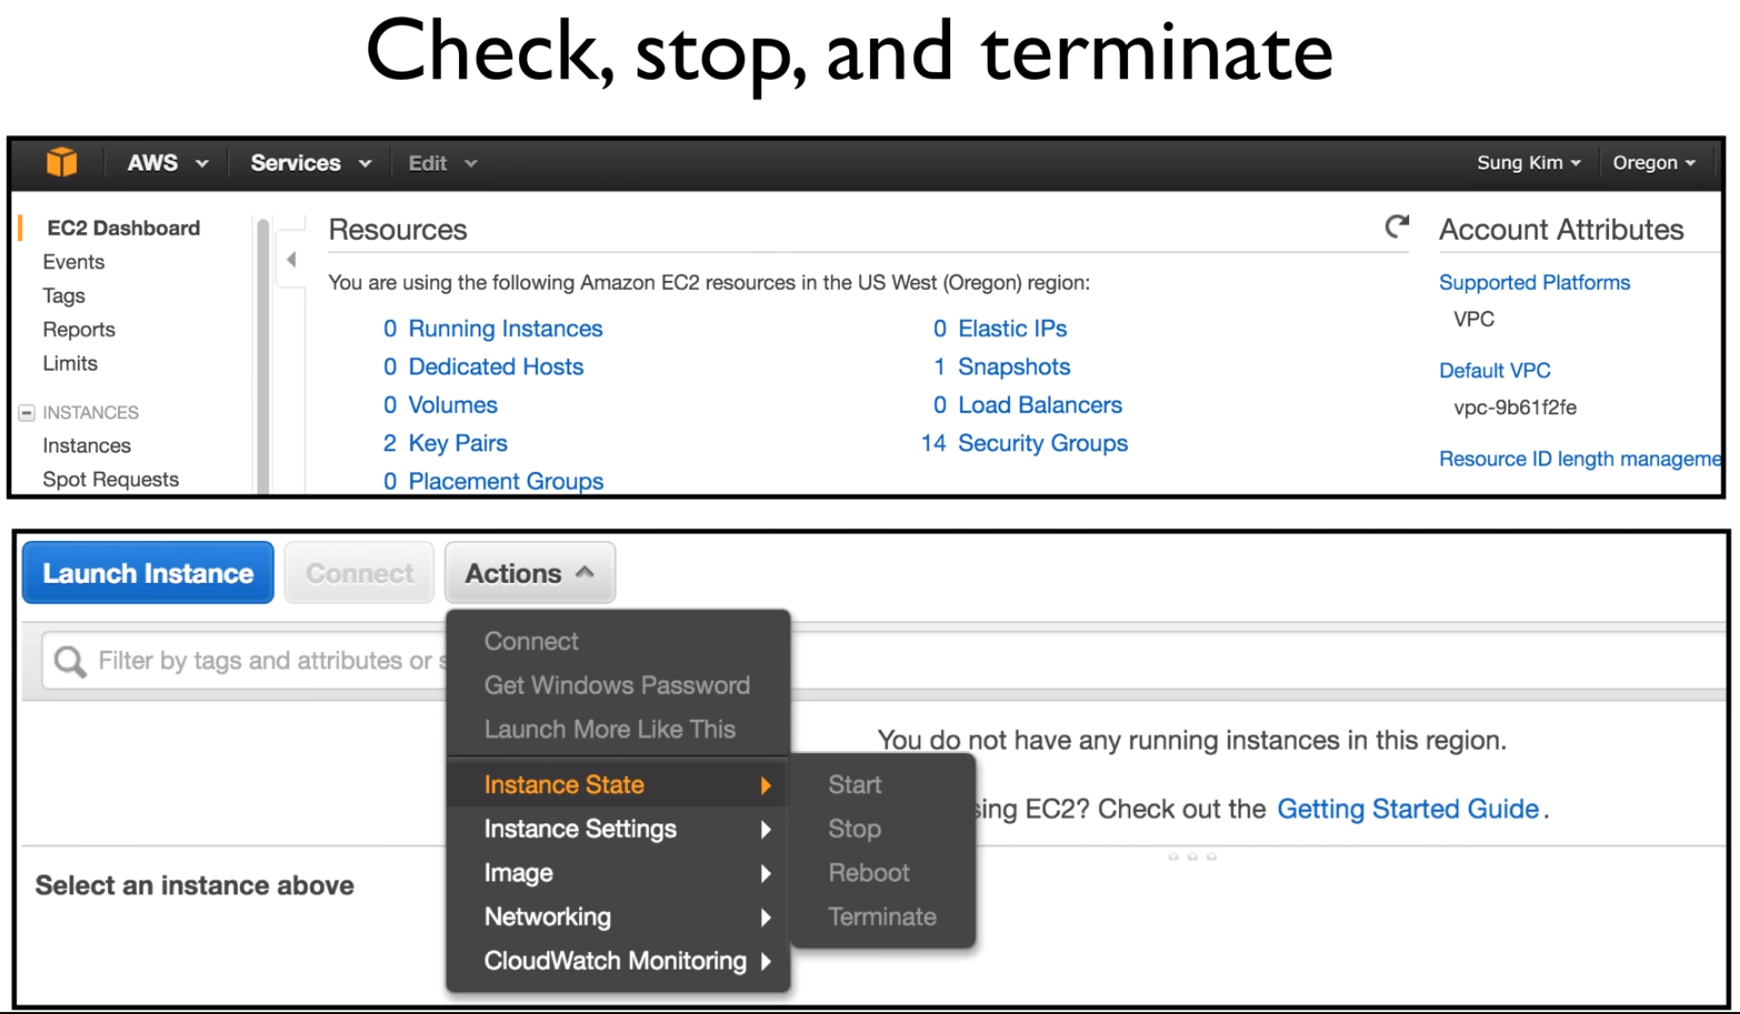 Check, stop, and terminate
AWS Services Edit Sung Kim Oregon
EC2 Dashboard
Events
Tags
Reports
Limits
INSTANCES
Instances
Spot Requests
Resources
You are using the following Amazon EC2 resources in the US West (Oregon) region:
0 Running Instances
0 Dedicated Hosts
0 Volumes
2 Key Pairs
0 Placement Groups
0 Elastic IPs
1 Snapshots
0 Load Balancers
14 Security Groups
Account Attributes
Supported Platforms
VPC
Default VPC
vpc-9b61f2fe
Resource ID length manageme
Launch Instance Connect Actions
Filter by tags and attributes or s
Connect
Get Windows Password
Launch More Like This
Instance State
Instance Settings
Image
Networking
CloudWatch Monitoring
Start
Stop
Reboot
Terminate
You do not have any running instances in this region.
sing EC2? Check out the Getting Started Guide.
Select an instance above